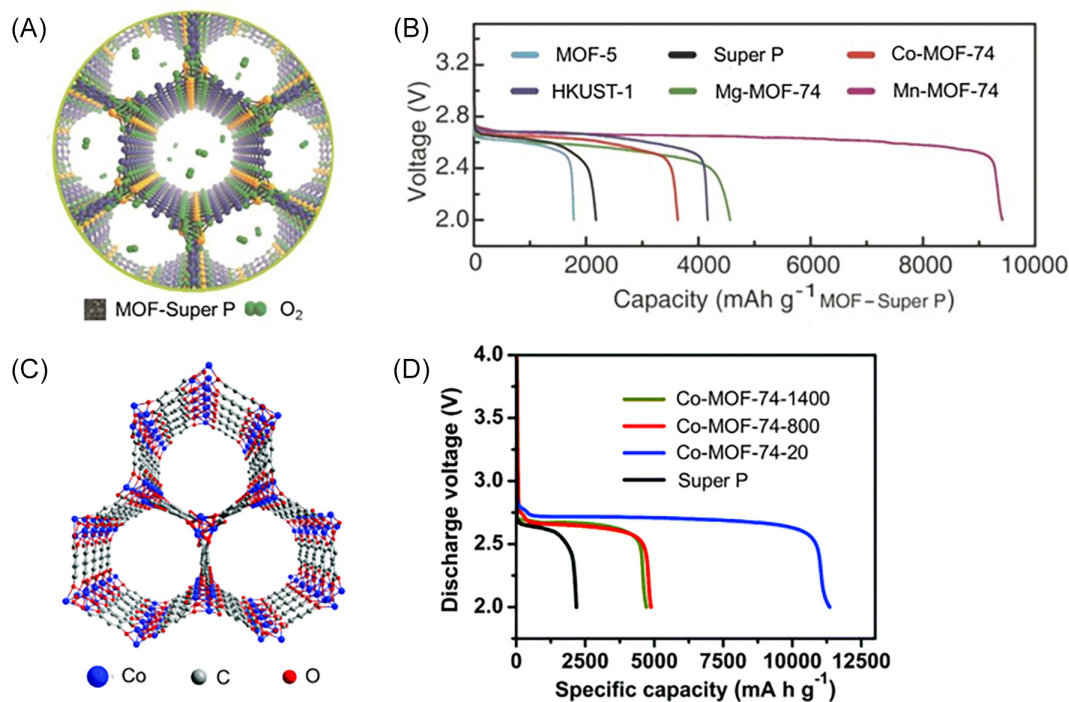 (A)
MOF-Super P O₂
(B)
MOF-5 Super P Co-MOF-74
HKUST-1 Mg-MOF-74 Mn-MOF-74
Voltage (V)
3.2
2.8
2.4
2.0
0 2000 4000 6000 8000 10000
Capacity (mAh g⁻¹ MOF–Super P)
(C)
Co C O
(D)
Co-MOF-74-1400
Co-MOF-74-800
Co-MOF-74-20
Super P
Discharge voltage (V)
4.0
3.5
3.0
2.5
2.0
0 2500 5000 7500 10000 12500
Specific capacity (mA h g⁻¹)